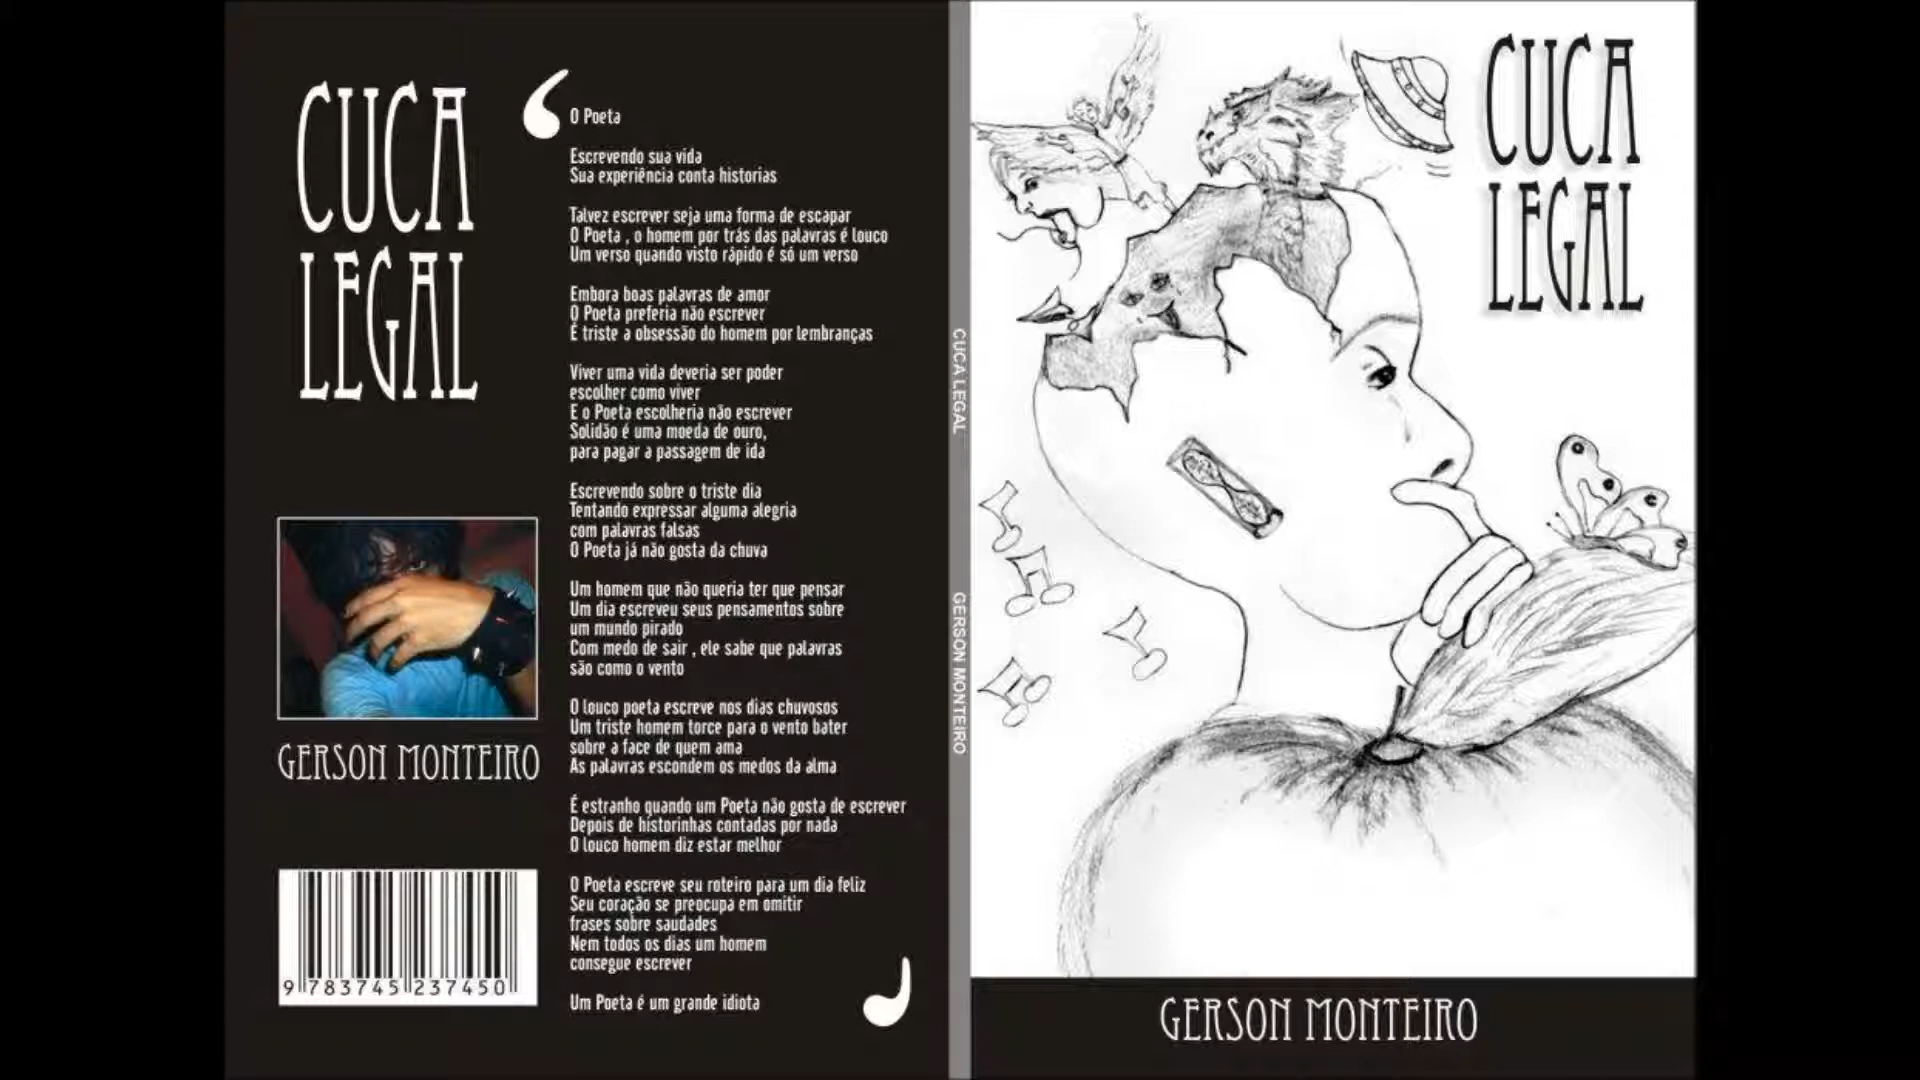 CUCA
LEGAL
O Poeta
Escrevendo sua vida
Sua experiência conta historias
Talvez escrever seja uma forma de escapar
O Poeta , o homem por trás das palavras é louco
Um verso quando visto rápido é só um verso
Embora boas palavras de amor
O Poeta preferia não escrever
É triste a obsessão do homem por lembranças
Viver uma vida deveria ser poder
escolher como viver
E o Poeta escolheria não escrever
Solidão é uma moeda de ouro,
para pagar a passagem de ida
Escrevendo sobre o triste dia
Tentando expressar alguma alegria
com palavras falsas
O Poeta já não gosta da chuva
Um homem que não queria ter que pensar
Um dia escreveu seus pensamentos sobre
um mundo pirado
Com medo de sair , ele sabe que palavras
são como o vento
O louco poeta escreve nos dias chuvosos
Um triste homem torce para o vento bater
sobre a face de quem ama
As palavras escondem os medos da alma
É estranho quando um Poeta não gosta de escrever
Depois de historinhas contadas por nada
O louco homem diz estar melhor
O Poeta escreve seu roteiro para um dia feliz
Seu coração se preocupa em omitir
frases sobre saudades
Nem todos os dias um homem
consegue escrever
Um Poeta é um grande idiota
GERSON MONTEIRO
9 783745 237450
CUCA LEGAL
GERSON MONTEIRO
CUCA
LEGAL
GERSON MONTEIRO